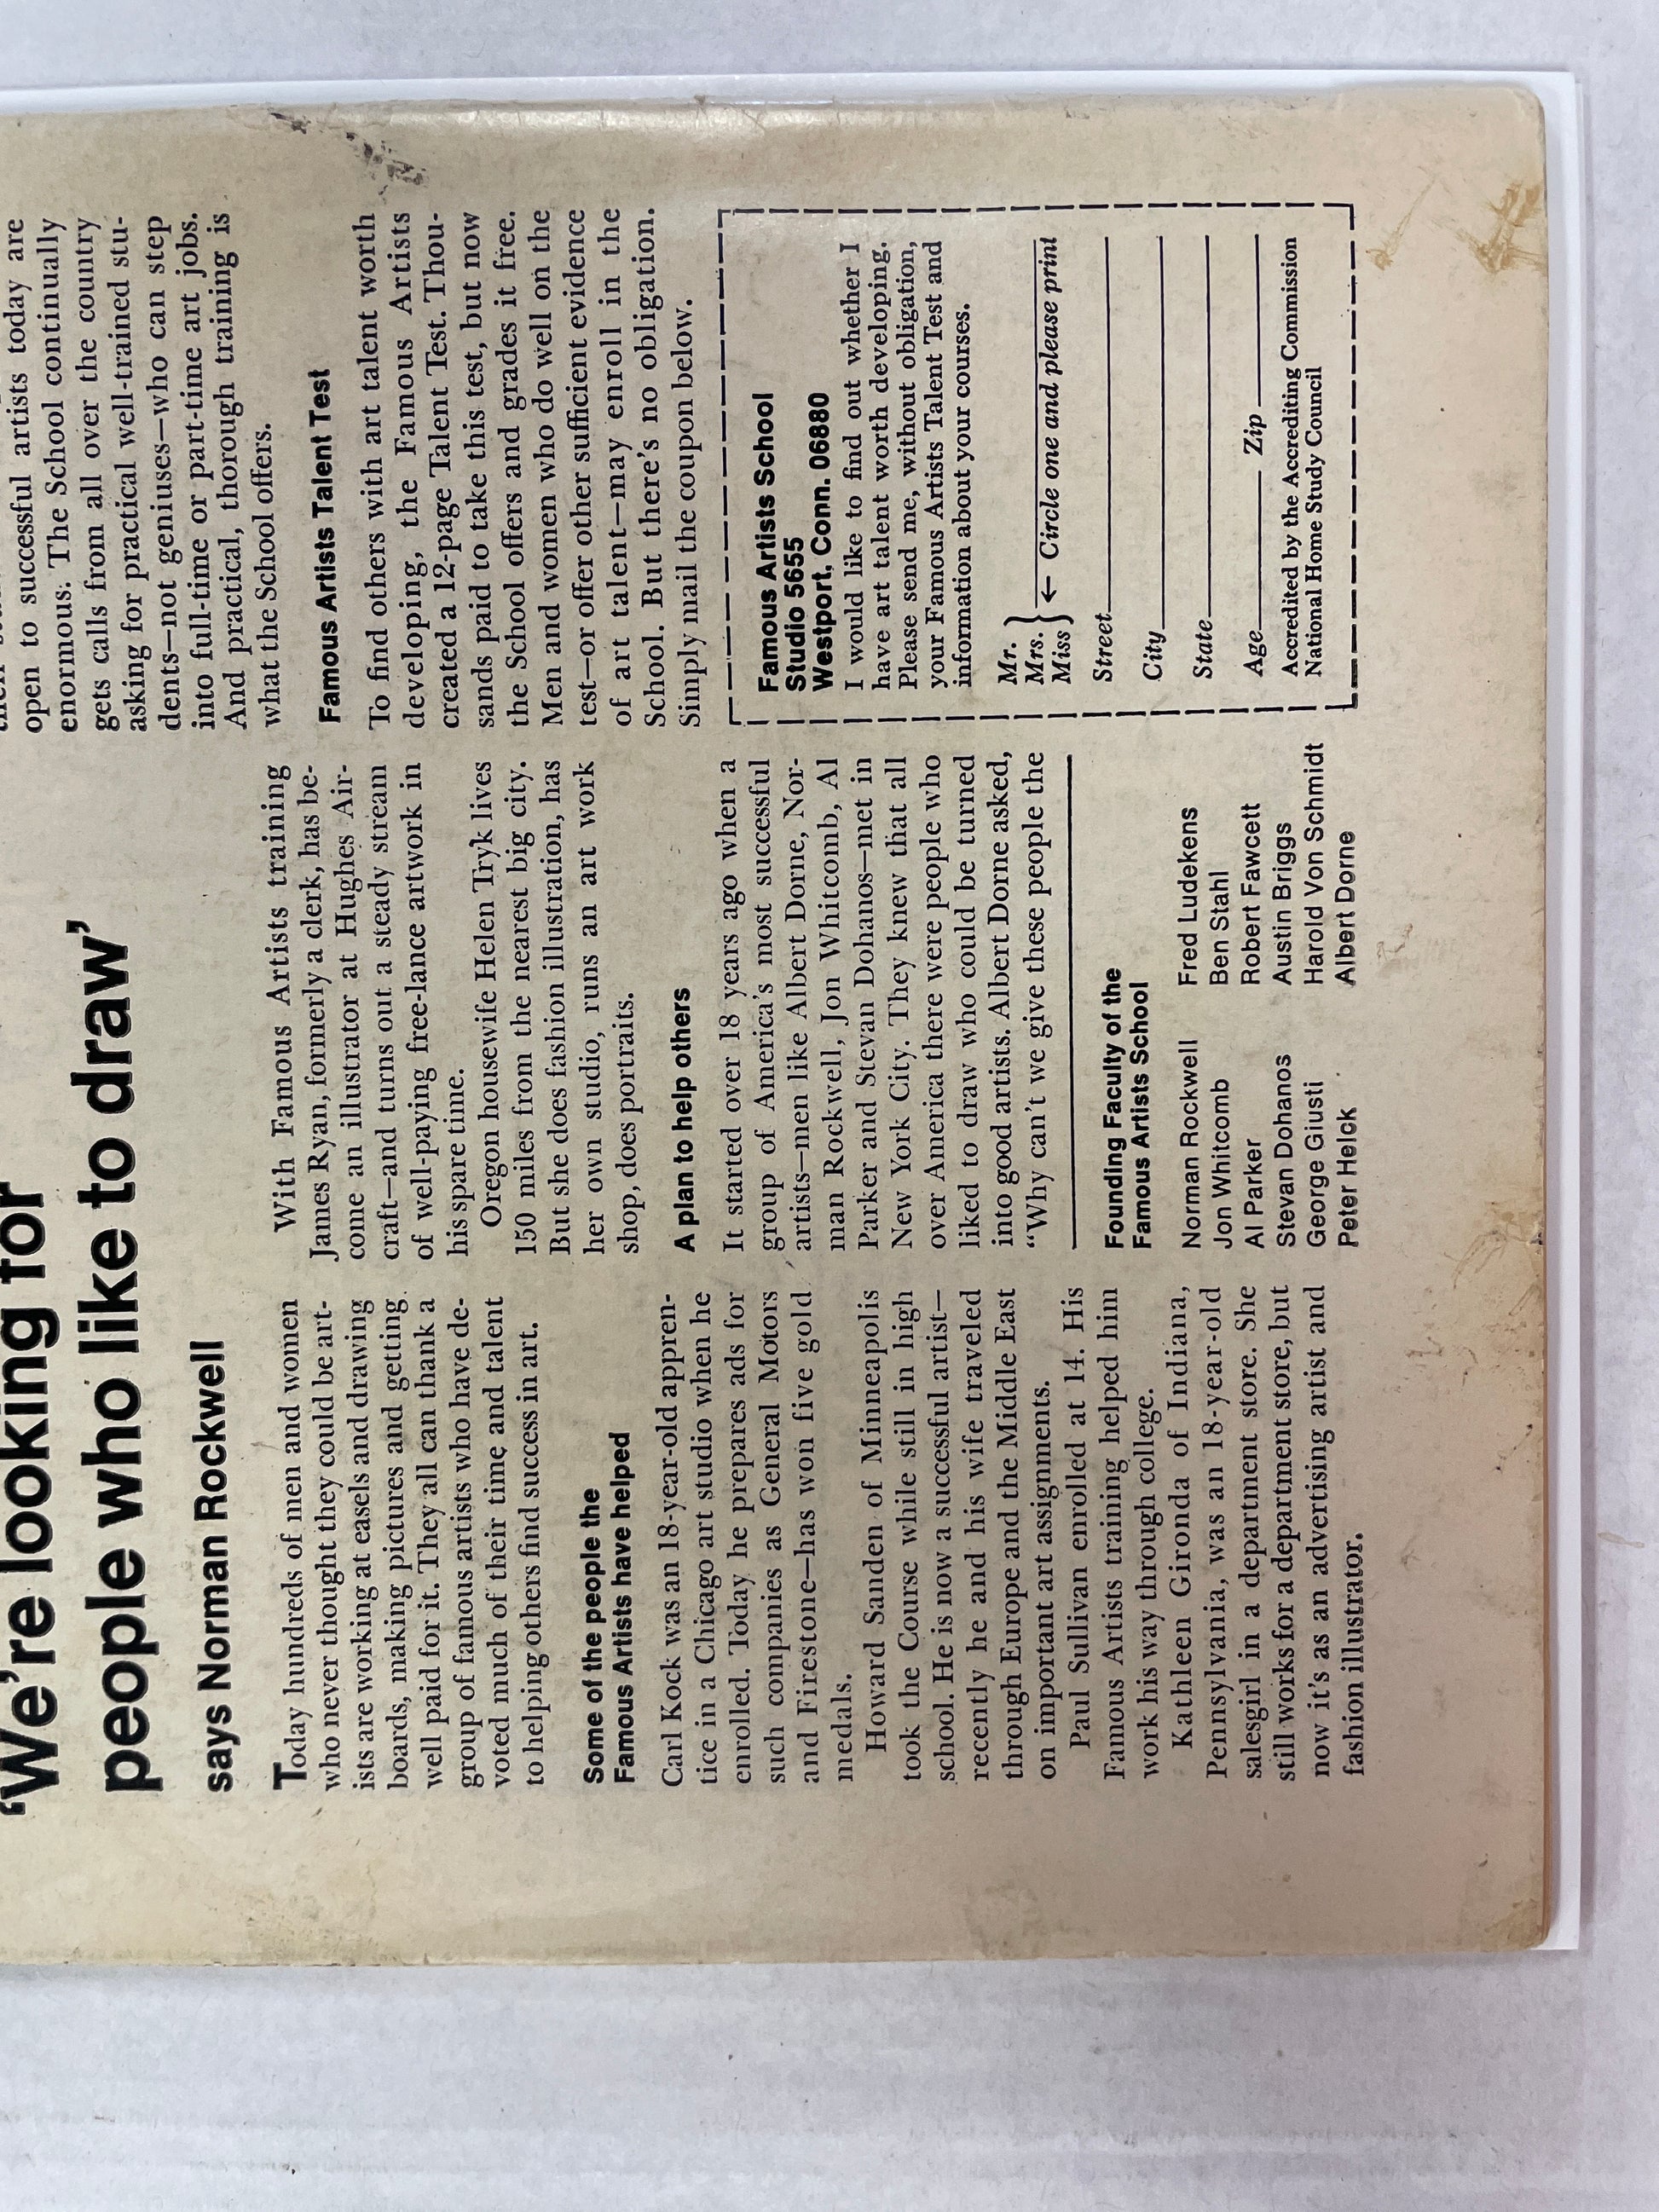 ‘We’re looking for
people who like to draw’
says Norman Rockwell
Today hundreds of men and women
who never thought they could be art-
ists are working at easels and drawing
boards, making pictures and getting
well paid for it. They all can thank a
group of famous artists who have de-
voted much of their time and talent
to helping others find success in art.
Some of the people the
Famous Artists have helped
Carl Kock was an 18-year-old appren-
tice in a Chicago art studio when he
enrolled. Today he prepares ads for
such companies as General Motors
and Firestone—has won five gold
medals.
Howard Sanden of Minneapolis
took the Course while still in high
school. He is now a successful artist—
recently he and his wife traveled
through Europe and the Middle East
on important art assignments.
Paul Sullivan enrolled at 14. His
Famous Artists training helped him
work his way through college.
Kathleen Gironda of Indiana,
Pennsylvania, was an 18-year-old
salesgirl in a department store. She
still works for a department store, but
now it’s as an advertising artist and
fashion illustrator.
With Famous Artists training
James Ryan, formerly a clerk, has be-
come an illustrator at Hughes Air-
craft—and turns out a steady stream
of well-paying free-lance artwork in
his spare time.
Oregon housewife Helen Tryk lives
150 miles from the nearest big city.
But she does fashion illustration, has
her own studio, runs an art work
shop, does portraits.
A plan to help others
It started over 18 years ago when a
group of America’s most successful
artists—men like Albert Dorne, Nor-
man Rockwell, Jon Whitcomb, Al
Parker and Stevan Dohanos—met in
New York City. They knew that all
over America there were people who
liked to draw who could be turned
into good artists. Albert Dorne asked,
“Why can’t we give these people the
Founding Faculty of the
Famous Artists School
Norman Rockwell
Jon Whitcomb
Al Parker
Stevan Dohanos
George Giusti
Peter Helck
Fred Ludekens
Ben Stahl
Robert Fawcett
Austin Briggs
Harold Von Schmidt
Albert Dorne
open to successful artists today are
enormous. The School continually
gets calls from all over the country
asking for practical well-trained stu-
dents—not geniuses—who can step
into full-time or part-time art jobs.
And practical, thorough training is
what the School offers.
Famous Artists Talent Test
To find others with art talent worth
developing, the Famous Artists
created a 12-page Talent Test. Thou-
sands paid to take this test, but now
the School offers and grades it free.
Men and women who do well on the
test—or offer other sufficient evidence
of art talent—may enroll in the
School. But there’s no obligation.
Simply mail the coupon below.
Famous Artists School
Studio 5655
Westport, Conn. 06880
I would like to find out whether I
have art talent worth developing.
Please send me, without obligation,
your Famous Artists Talent Test and
information about your courses.
Mr.
Mrs.
Miss } ← Circle one and please print
Street
City
State
Age Zip
Accredited by the Accrediting Commission
National Home Study Council